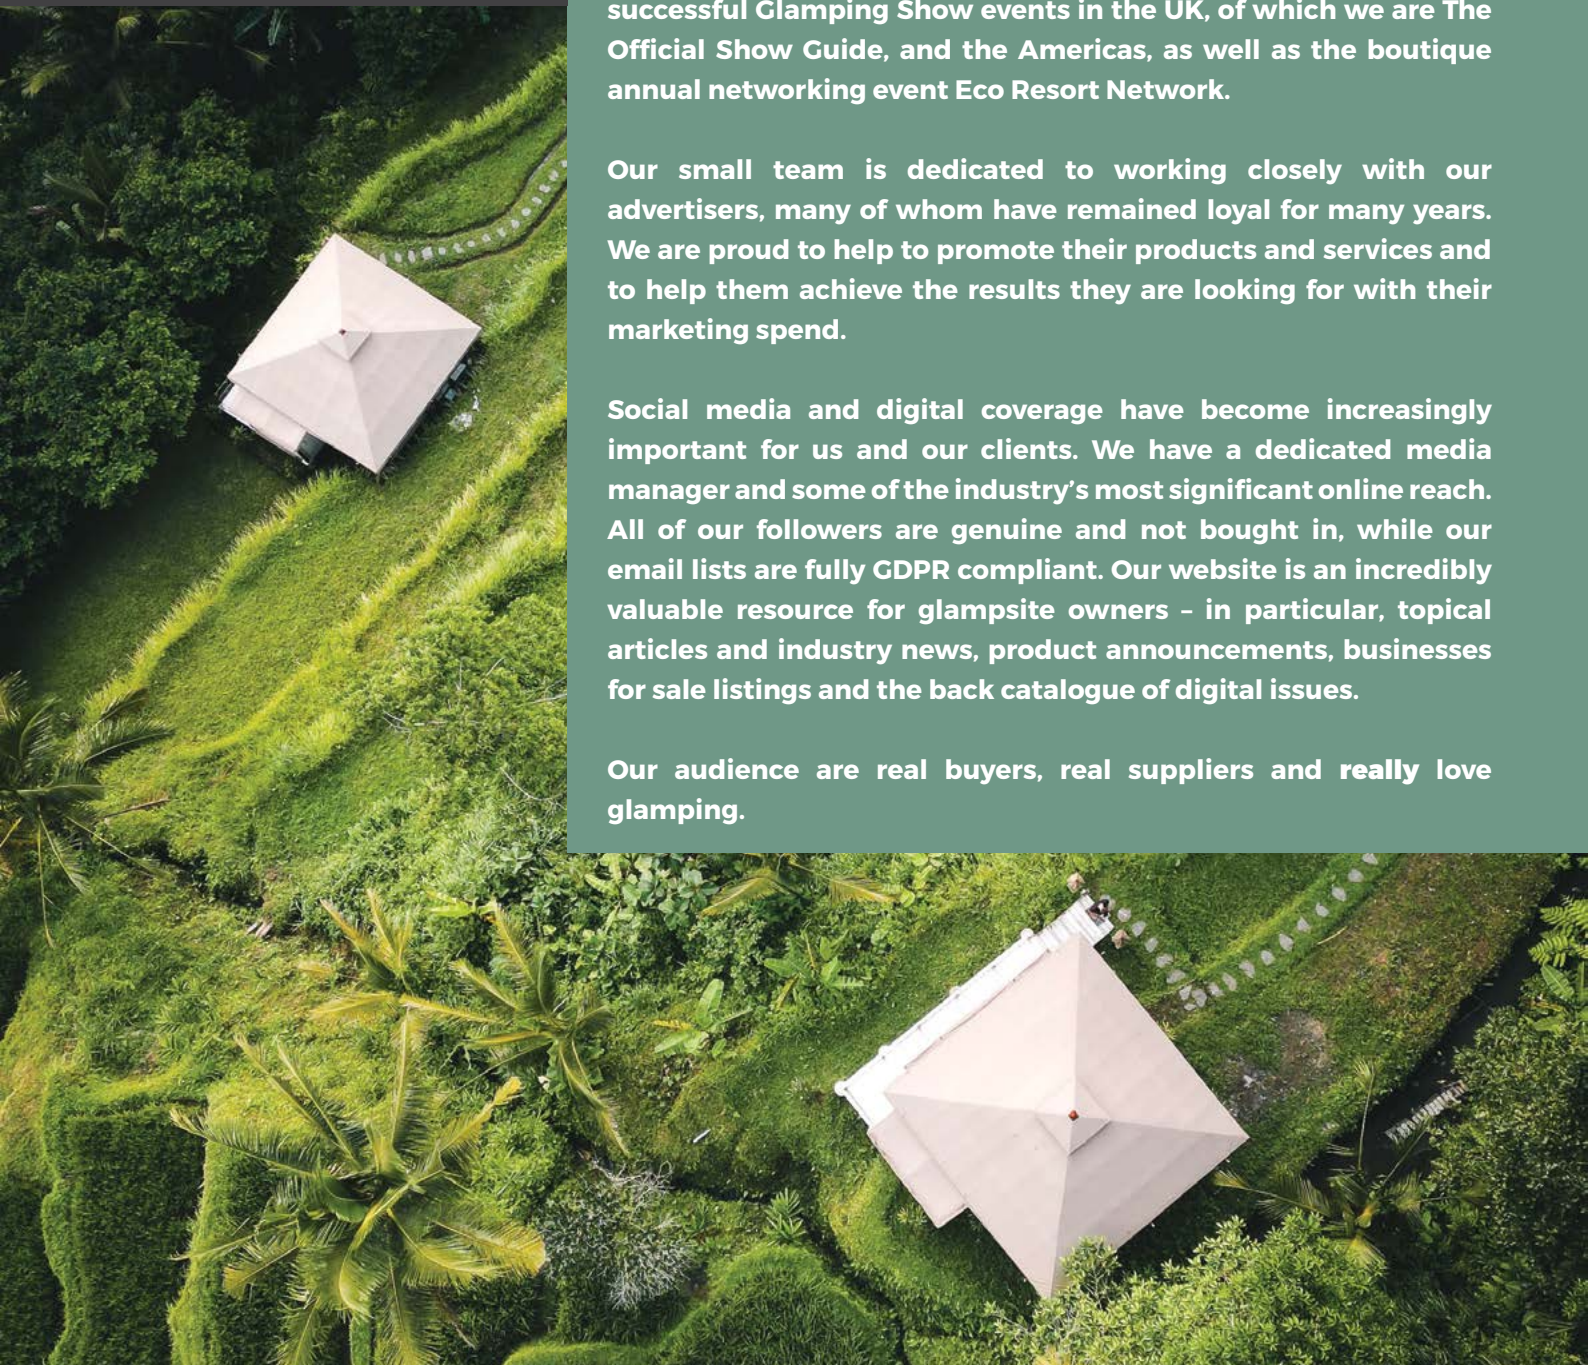 successful Glamping Show events in the UK, of which we are The
Official Show Guide, and the Americas, as well as the boutique
annual networking event Eco Resort Network.
Our small team is dedicated to working closely with our
advertisers, many of whom have remained loyal for many years.
We are proud to help to promote their products and services and
to help them achieve the results they are looking for with their
marketing spend.
Social media and digital coverage have become increasingly
important for us and our clients. We have a dedicated media
manager and some of the industry's most significant online reach.
All of our followers are genuine and not bought in, while our
email lists are fully GDPR compliant. Our website is an incredibly
valuable resource for glampsite owners – in particular, topical
articles and industry news, product announcements, businesses
for sale listings and the back catalogue of digital issues.
Our audience are real buyers, real suppliers and really love
glamping.